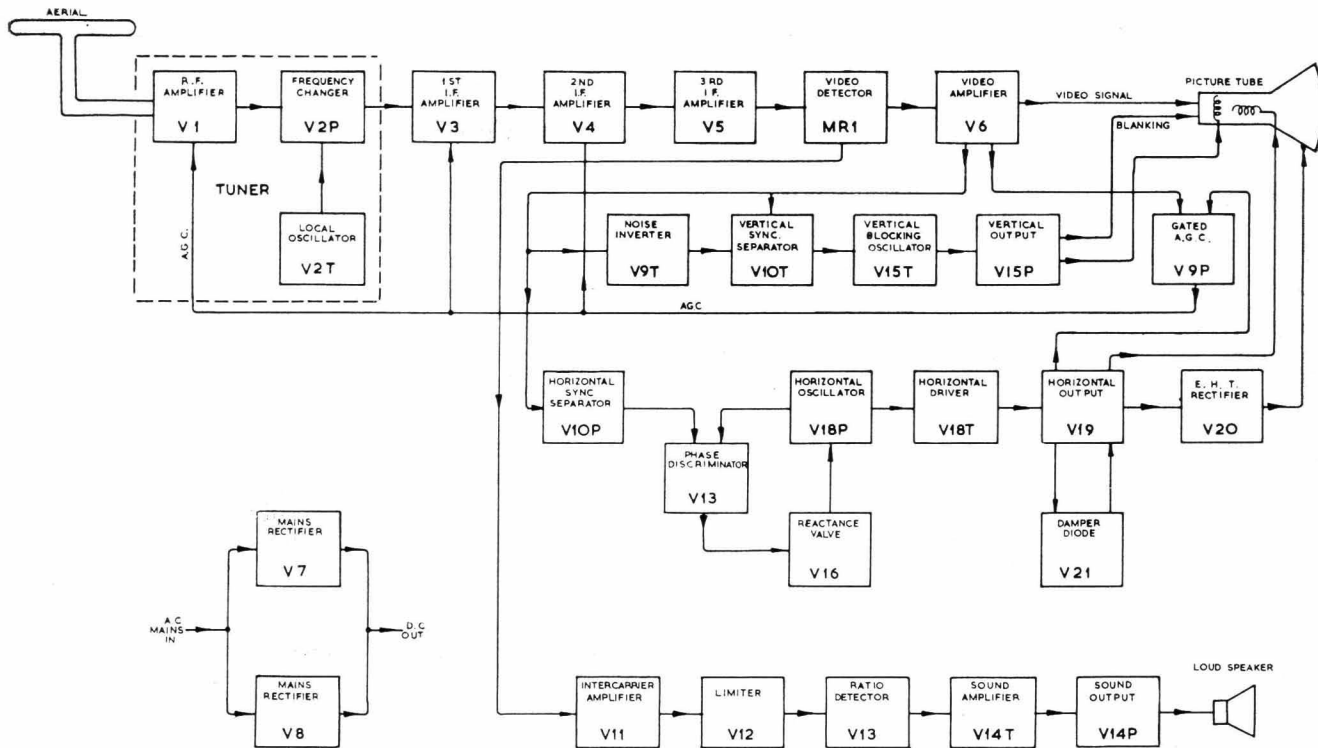 AERIAL
R.F.
AMPLIFIER
V1
FREQUENCY
CHANGER
V2P
1ST
I.F.
AMPLIFIER
V3
2ND
I.F.
AMPLIFIER
V4
3RD
I.F.
AMPLIFIER
V5
VIDEO
DETECTOR
MR1
VIDEO
AMPLIFIER
V6
VIDEO SIGNAL
PICTURE TUBE
BLANKING
TUNER
LOCAL
OSCILLATOR
V2T
A.G.C.
NOISE
INVERTER
V9T
VERTICAL
SYNC.
SEPARATOR
V10T
VERTICAL
BLOCKING
OSCILLATOR
V15T
VERTICAL
OUTPUT
V15P
GATED
A.G.C.
V9P
AGC
HORIZONTAL
SYNC
SEPARATOR
V10P
PHASE
DISCRIMINATOR
V13
HORIZONTAL
OSCILLATOR
V18P
HORIZONTAL
DRIVER
V18T
HORIZONTAL
OUTPUT
V19
E. H. T.
RECTIFIER
V20
REACTANCE
VALVE
V16
DAMPER
DIODE
V21
MAINS
RECTIFIER
V7
A.C
MAINS
IN
D.C
OUT
MAINS
RECTIFIER
V8
INTERCARRIER
AMPLIFIER
V11
LIMITER
V12
RATIO
DETECTOR
V13
SOUND
AMPLIFIER
V14T
SOUND
OUTPUT
V14P
LOUD SPEAKER